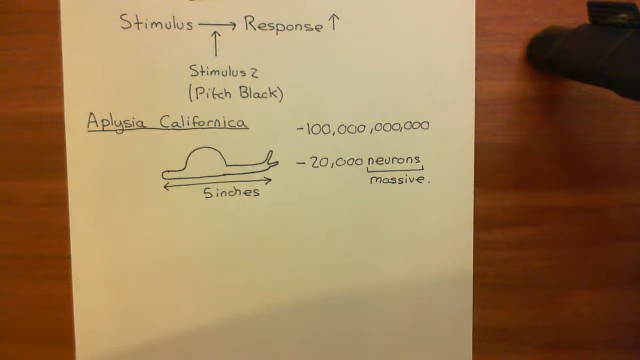 Stimulus → Response ↑
Stimulus 2
(Pitch Black)
Aplysia Californica
-100,000,000,000
-20,000 neurons
massive.
5 inches